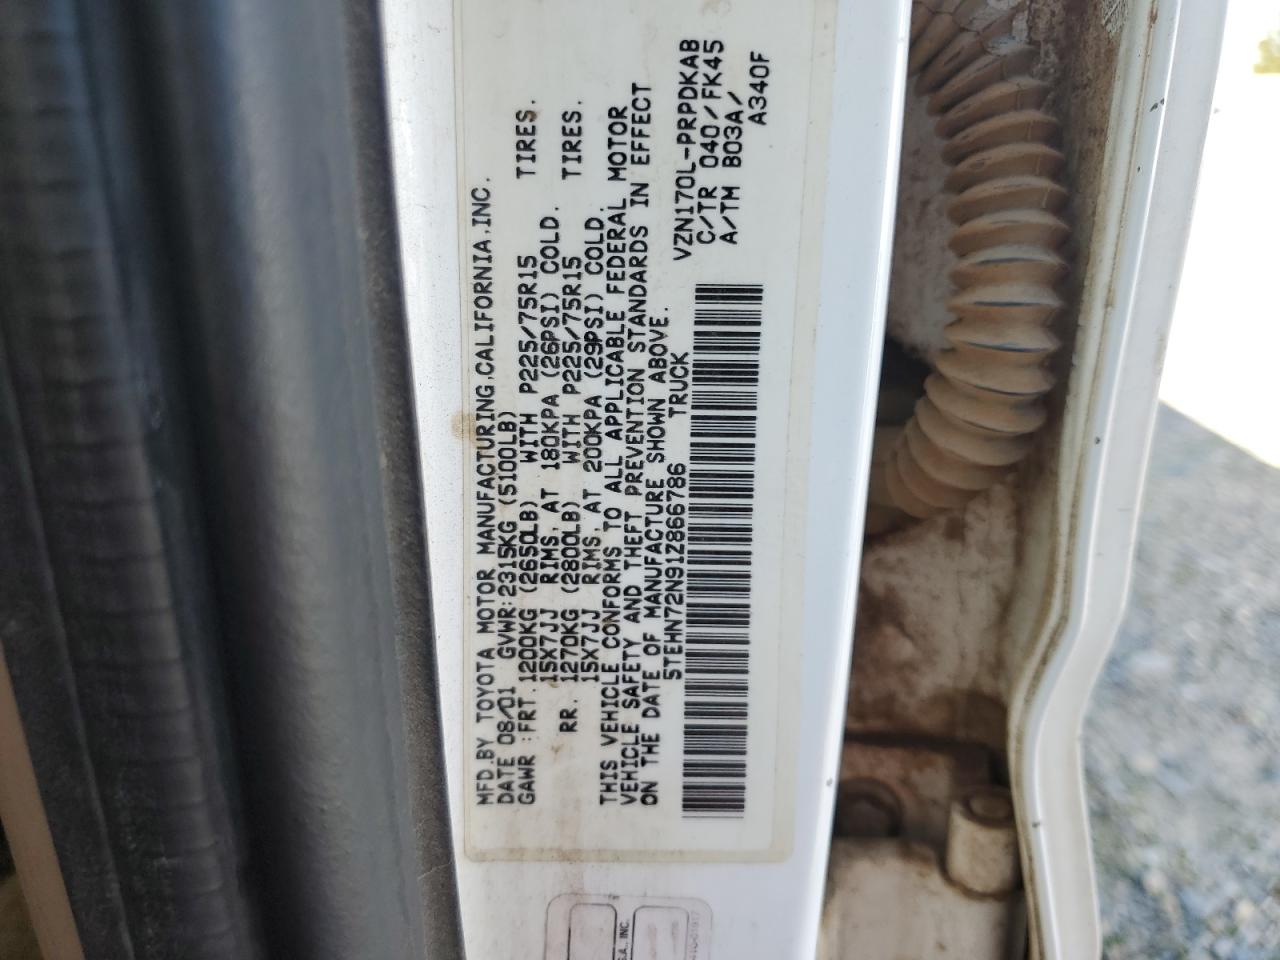 MFD.BY TOYOTA MOTOR MANUFACTURING,CALIFORNIA,INC.
DATE 08/01 GVWR:2315KG (5100LB)
GAWR :FRT.1200KG (2650LB) WITH P225/75R15 TIRES.
15X7JJ RIMS.AT 180KPA (26PSI) COLD.
RR. 1270KG (2800LB) WITH P225/75R15 TIRES.
15X7JJ RIMS.AT 200KPA (29PSI) COLD.
THIS VEHICLE CONFORMS TO ALL APPLICABLE FEDERAL MOTOR
VEHICLE SAFETY AND THEFT PREVENTION STANDARDS IN EFFECT
ON THE DATE OF MANUFACTURE SHOWN ABOVE.
5TEHN72N91Z866786 TRUCK
VZN170L-PRPDKAB
C/TR 040/FK45
A/TM B03A/
A340F
INC.